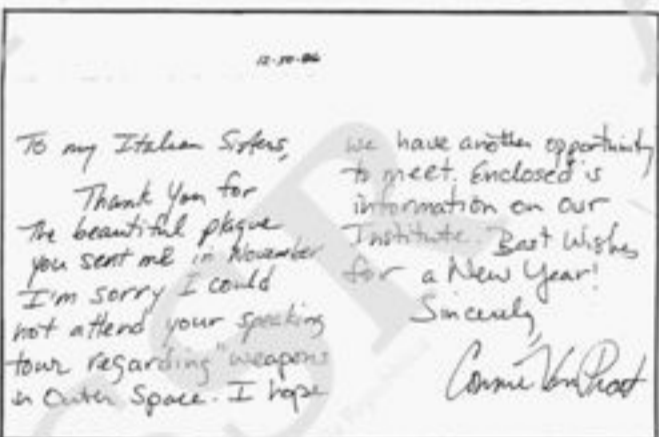 12-30-06
To my Italian Sisters,
Thank You for
the beautiful plaque
you sent me in November
I'm sorry I could
not attend your speaking
tour regarding "weapons
in Outer Space. I hope
we have another opportunity
to meet. Enclosed is
information on our
Institute. Best Wishes
for a New Year!
Sincerely,
Connie Van Praet